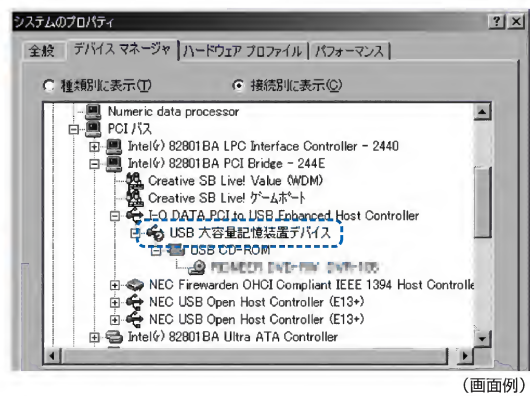 システムのプロパティ
全般 デバイス マネージャ ハードウェア プロファイル パフォーマンス
種類別に表示(T) 接続別に表示(C)
Numeric data processor
PCI バス
Intel(r) 82801BA LPC Interface Controller - 2440
Intel(r) 82801BA PCI Bridge - 244E
Creative SB Live! Value (WDM)
Creative SB Live! ゲームポート
I-O DATA PCI to USB Enhanced Host Controller
USB 大容量記憶装置デバイス
USB CD-ROM
NEC Firewarden OHCI Compliant IEEE 1394 Host Controlle
NEC USB Open Host Controller (E13+)
NEC USB Open Host Controller (E13+)
Intel(r) 82801BA Ultra ATA Controller
(画面例)